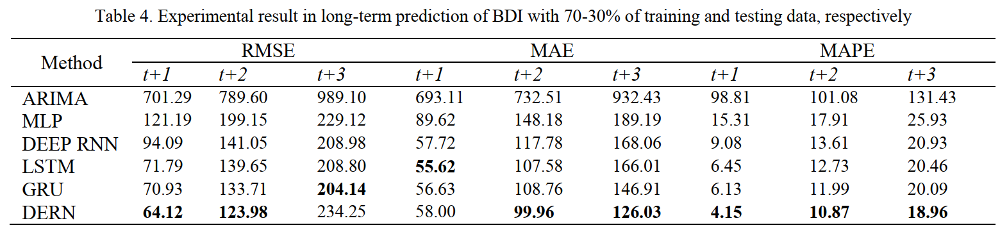 Table 4. Experimental result in long-term prediction of BDI with 70-30% of training and testing data, respectively
Method RMSE MAE MAPE
t+1 t+2 t+3 t+1 t+2 t+3 t+1 t+2 t+3
ARIMA 701.29 789.60 989.10 693.11 732.51 932.43 98.81 101.08 131.43
MLP 121.19 199.15 229.12 89.62 148.18 189.19 15.31 17.91 25.93
DEEP RNN 94.09 141.05 208.98 57.72 117.78 168.06 9.08 13.61 20.93
LSTM 71.79 139.65 208.80 55.62 107.58 166.01 6.45 12.73 20.46
GRU 70.93 133.71 204.14 56.63 108.76 146.91 6.13 11.99 20.09
DERN 64.12 123.98 234.25 58.00 99.96 126.03 4.15 10.87 18.96